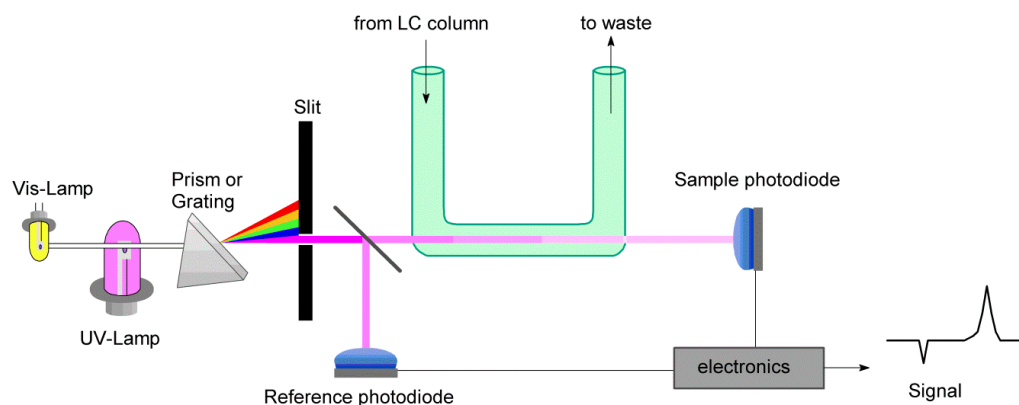 from LC column
to waste
Slit
Vis-Lamp
Prism or
Grating
Sample photodiode
UV-Lamp
electronics
Reference photodiode
Signal